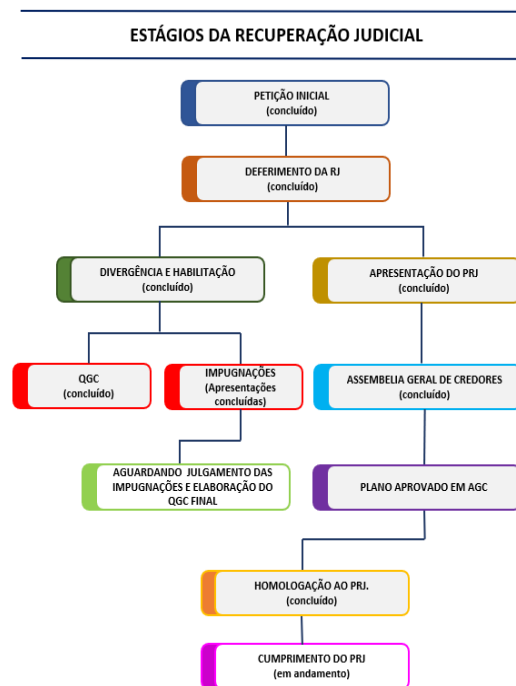 ESTÁGIOS DA RECUPERAÇÃO JUDICIAL
PETIÇÃO INICIAL
(concluído)
DEFERIMENTO DA RJ
(concluído)
DIVERGÊNCIA E HABILITAÇÃO
(concluído)
APRESENTAÇÃO DO PRJ
(concluído)
QGC
(concluído)
IMPUGNAÇÕES
(Apresentações
concluídas)
ASSEMBELIA GERAL DE CREDORES
(concluído)
AGUARDANDO JULGAMENTO DAS
IMPUGNAÇÕES E ELABORAÇÃO DO
QGC FINAL
PLANO APROVADO EM AGC
HOMOLOGAÇÃO AO PRJ.
(concluído)
CUMPRIMENTO DO PRJ
(em andamento)